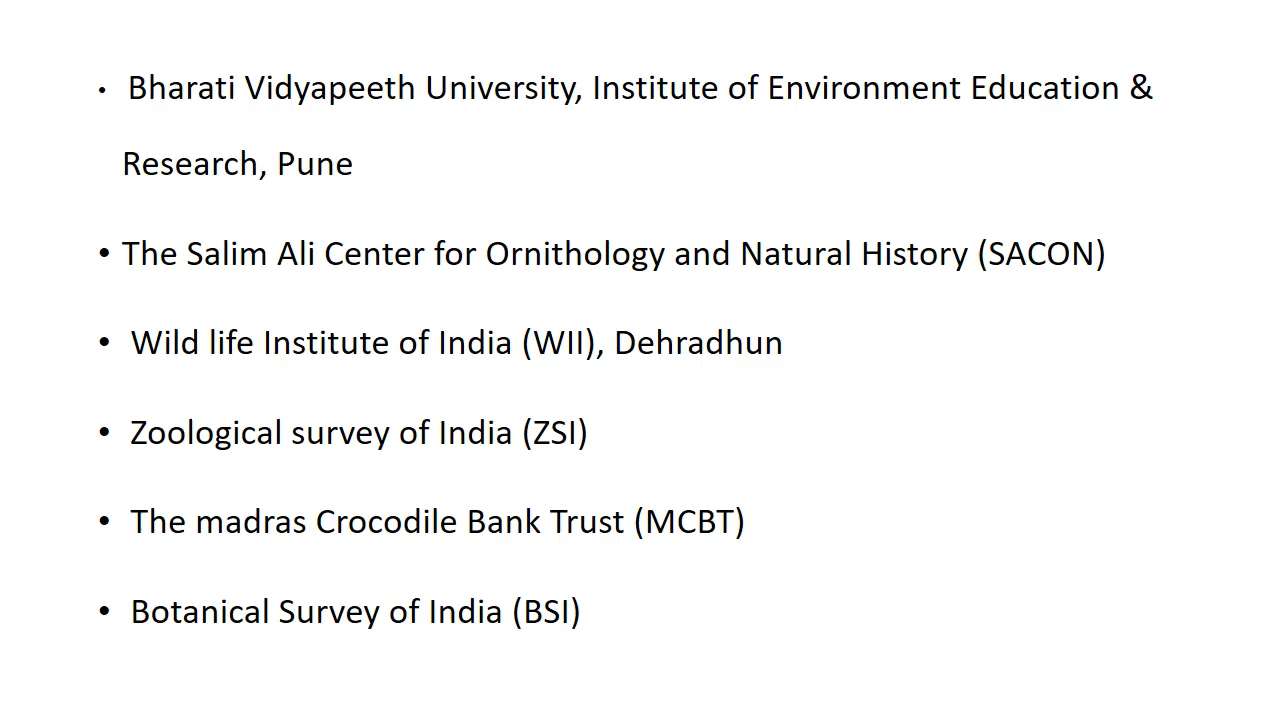 • Bharati Vidyapeeth University, Institute of Environment Education &
Research, Pune
• The Salim Ali Center for Ornithology and Natural History (SACON)
• Wild life Institute of India (WII), Dehradhun
• Zoological survey of India (ZSI)
• The madras Crocodile Bank Trust (MCBT)
• Botanical Survey of India (BSI)